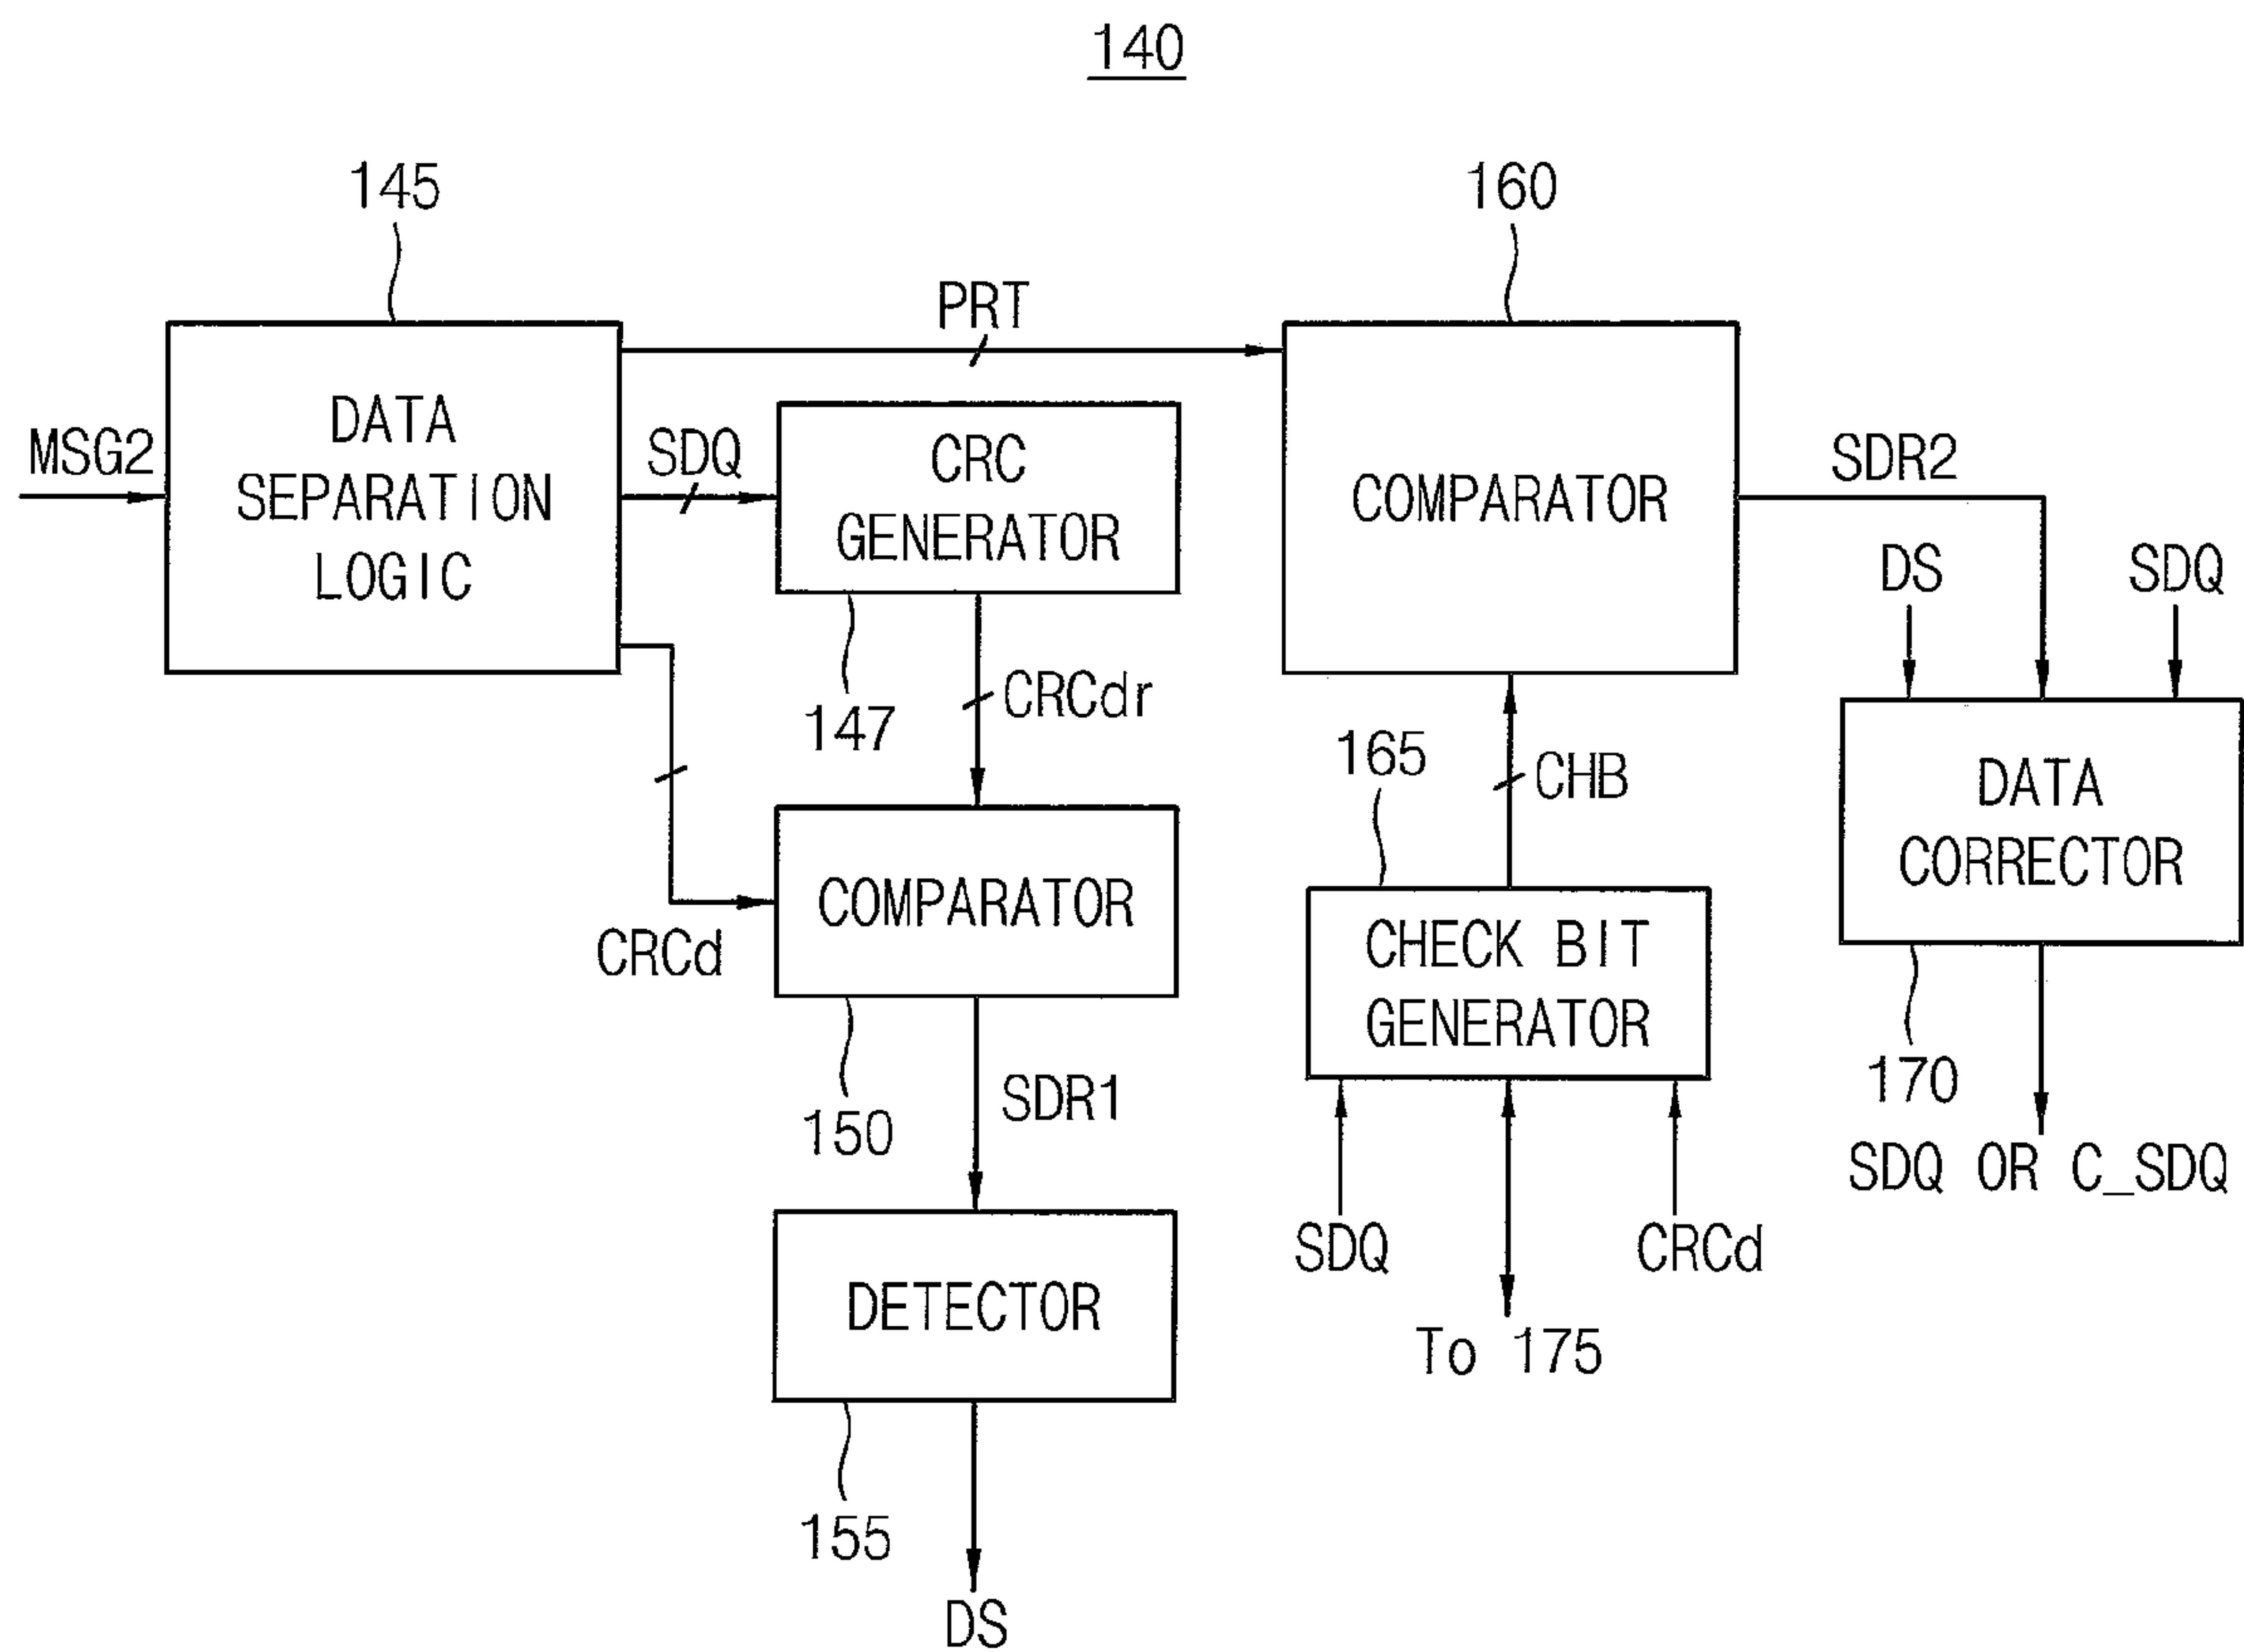 140
145
160
PRT
MSG2
DATA
SEPARATION
LOGIC
SDQ
CRC
GENERATOR
COMPARATOR
SDR2
DS
SDQ
147
CRCdr
165
CHB
DATA
CORRECTOR
COMPARATOR
CRCd
CHECK BIT
GENERATOR
150
SDR1
170
SDQ OR C_SDQ
SDQ
CRCd
DETECTOR
To 175
155
DS